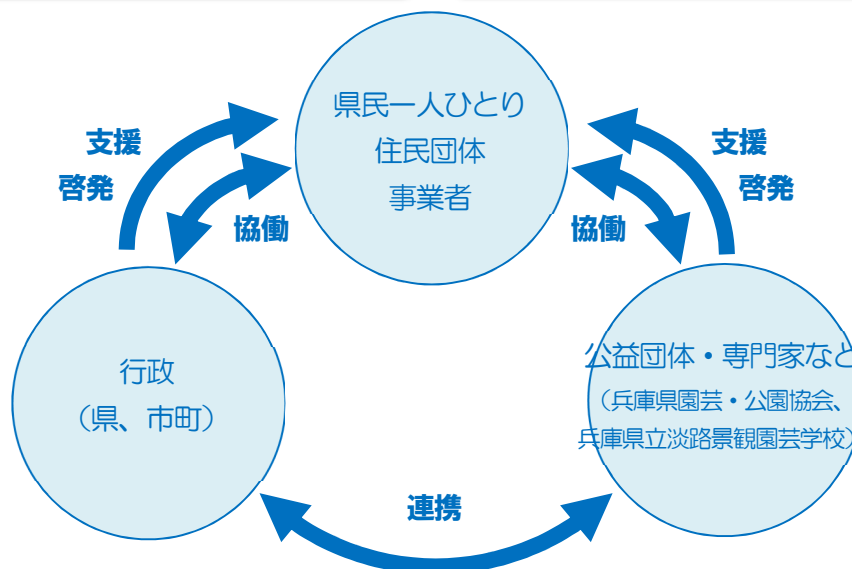 県民一人ひとり
住民団体
事業者
支援
啓発
協働
支援
啓発
協働
行政
（県、市町）
公益団体・専門家など
（兵庫県園芸・公園協会、
兵庫県立淡路景観園芸学校）
連携